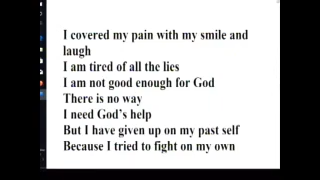 I covered my pain with my smile and
laugh
I am tired of all the lies
I am not good enough for God
There is no way
I need God's help
But I have given up on my past self
Because I tried to fight on my own